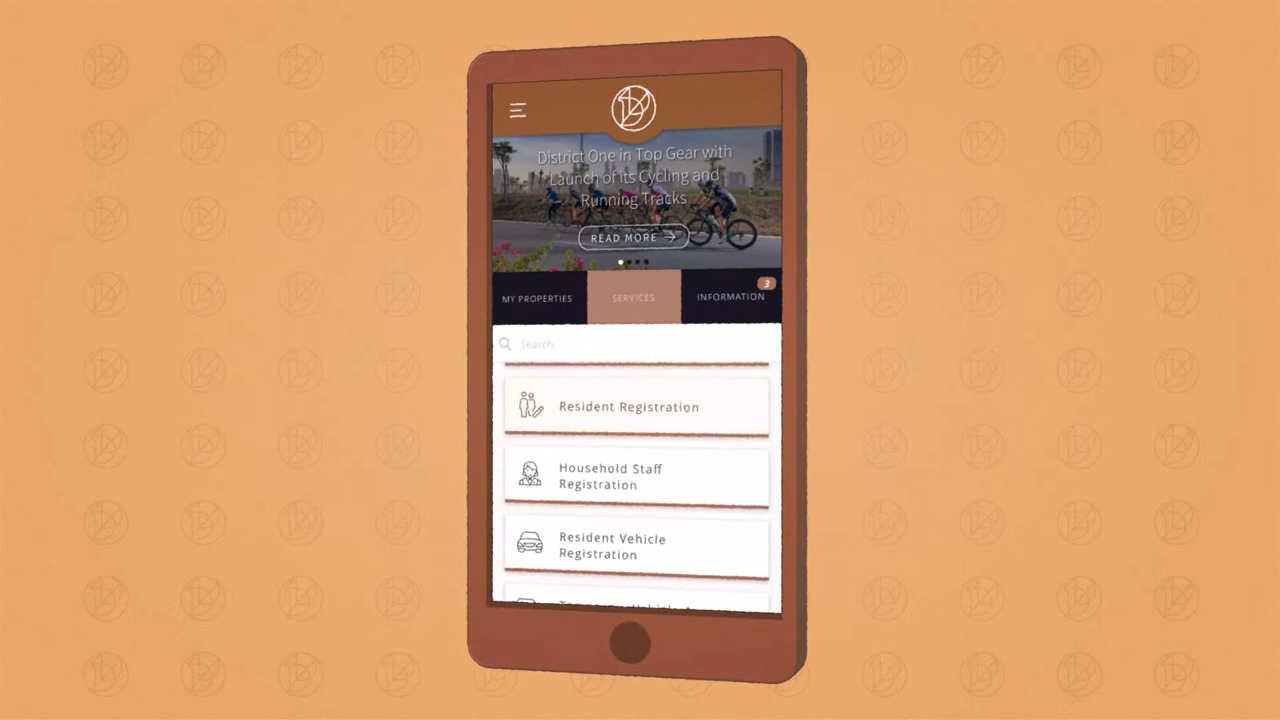 District One in Top Gear with
Launch of its Cycling and
Running Tracks
READ MORE
MY PROPERTIES
SERVICES
INFORMATION
3
Search
Resident Registration
Household Staff
Registration
Resident Vehicle
Registration